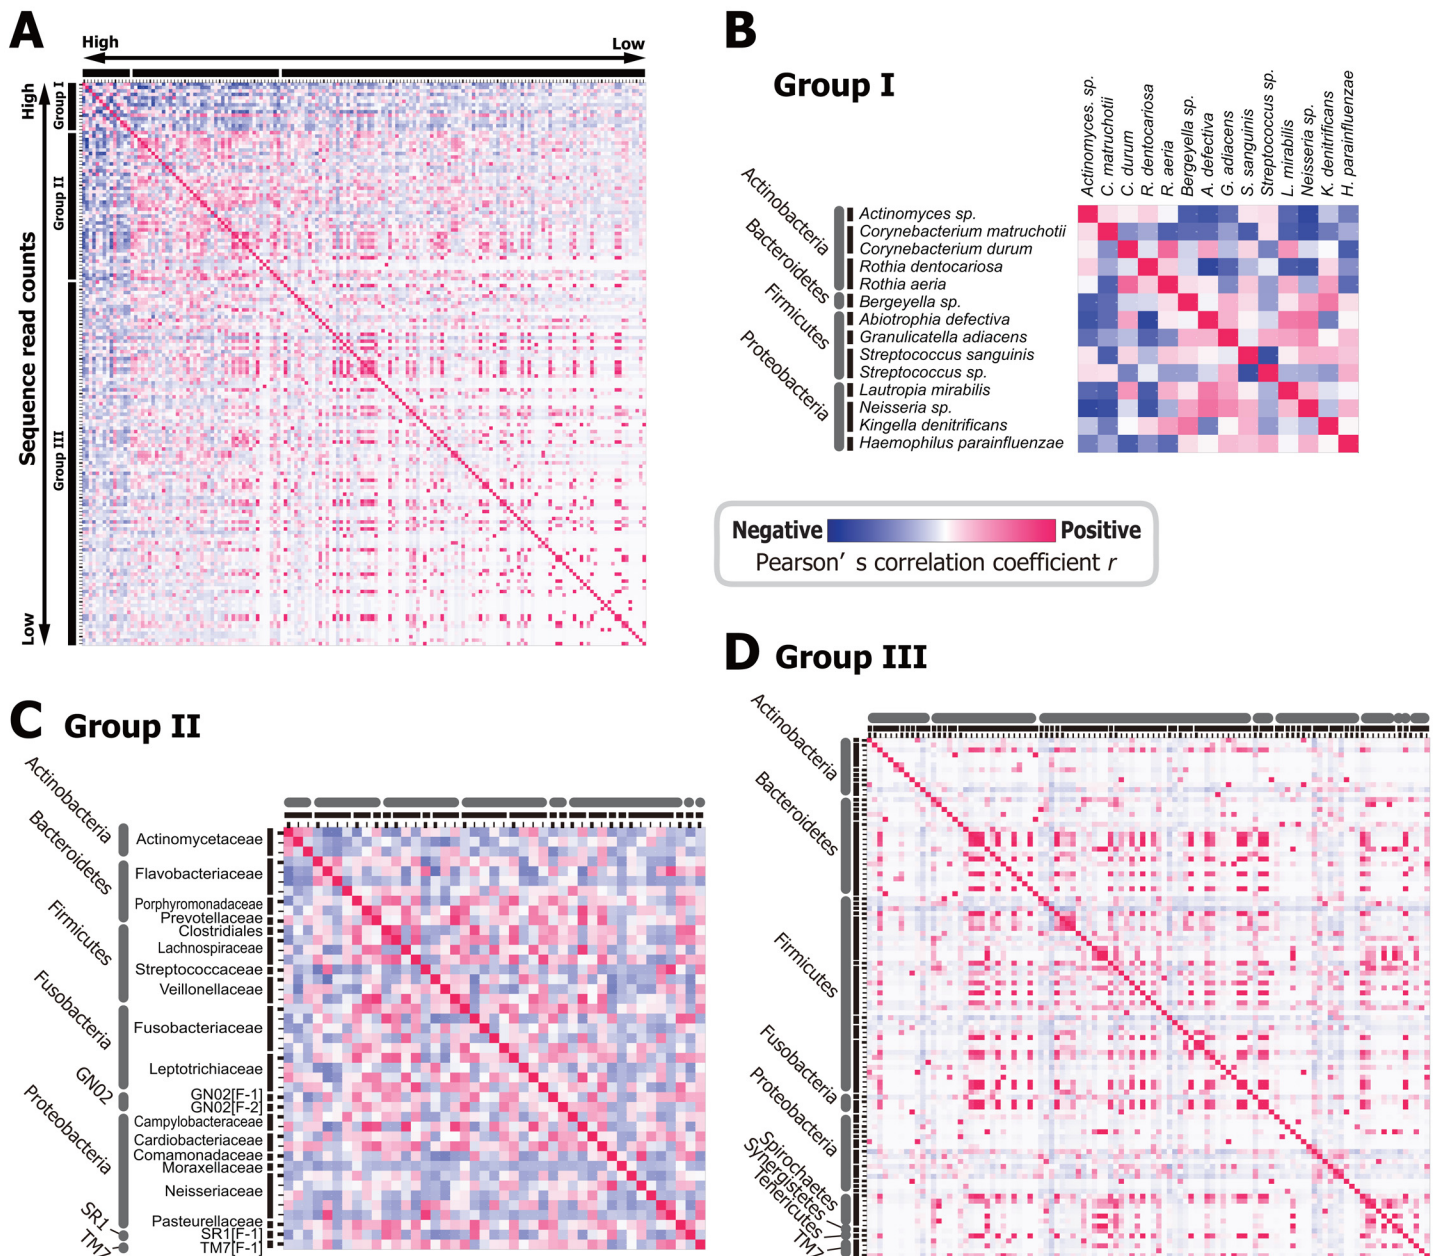 A
High
Low
High
Group I
Group II
Group III
Sequence read counts
Low
B
Group I
Actinomyces. sp.
C. matruchotii
C. durum
R. dentocariosa
R. aeria
Bergeyella sp.
A. defectiva
G. adiacens
S. sanguinis
Streptococcus sp.
L. mirabilis
Neisseria sp.
K. denitrificans
H. parainfluenzae
Actinobacteria
Bacteroidetes
Firmicutes
Proteobacteria
Actinomyces sp.
Corynebacterium matruchotii
Corynebacterium durum
Rothia dentocariosa
Rothia aeria
Bergeyella sp.
Abiotrophia defectiva
Granulicatella adiacens
Streptococcus sanguinis
Streptococcus sp.
Lautropia mirabilis
Neisseria sp.
Kingella denitrificans
Haemophilus parainfluenzae
Negative Positive
Pearson’ s correlation coefficient r
C Group II
Actinobacteria
Bacteroidetes
Firmicutes
Fusobacteria
GN02
Proteobacteria
SR1
TM7
Actinomycetaceae
Flavobacteriaceae
Porphyromonadaceae
Prevotellaceae
Clostridiales
Lachnospiraceae
Streptococcaceae
Veillonellaceae
Fusobacteriaceae
Leptotrichiaceae
GN02[F-1]
GN02[F-2]
Campylobacteraceae
Cardiobacteriaceae
Comamonadaceae
Moraxellaceae
Neisseriaceae
Pasteurellaceae
SR1[F-1]
TM7[F-1]
D Group III
Actinobacteria
Bacteroidetes
Firmicutes
Fusobacteria
Proteobacteria
Spirochaetes
Synergistetes
Tenericutes
TM7